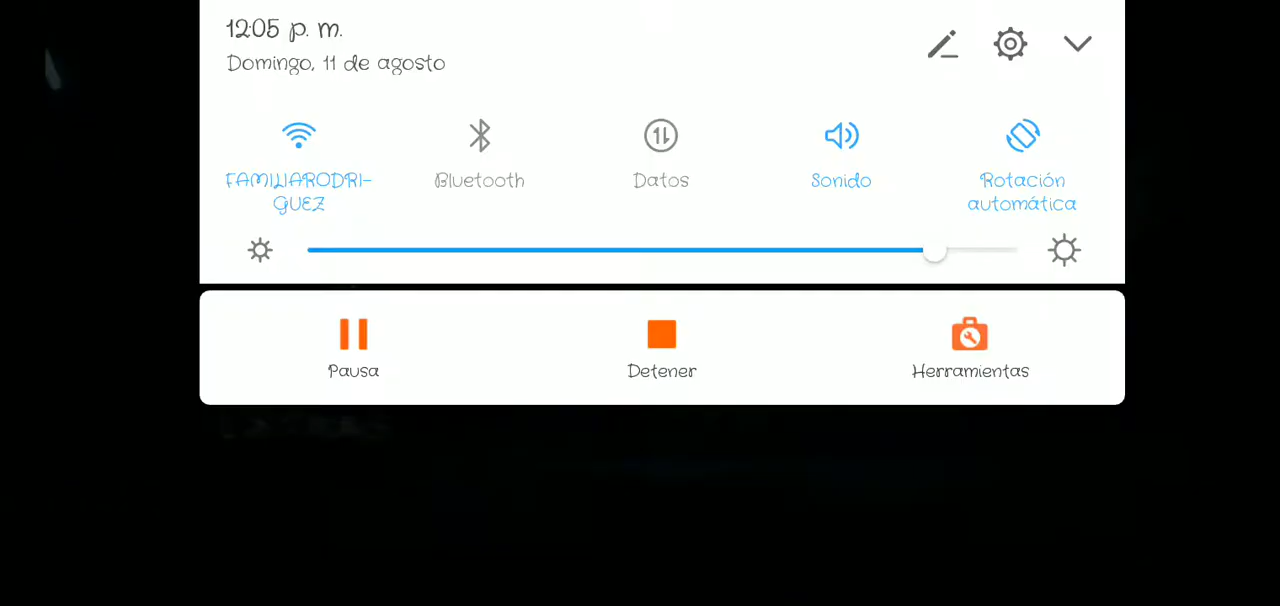 12:05 p. m.
Domingo, 11 de agosto
FAMILIARODRI-
GUEZ
Bluetooth
Datos
Sonido
Rotación
automática
Pausa
Detener
Herramientas